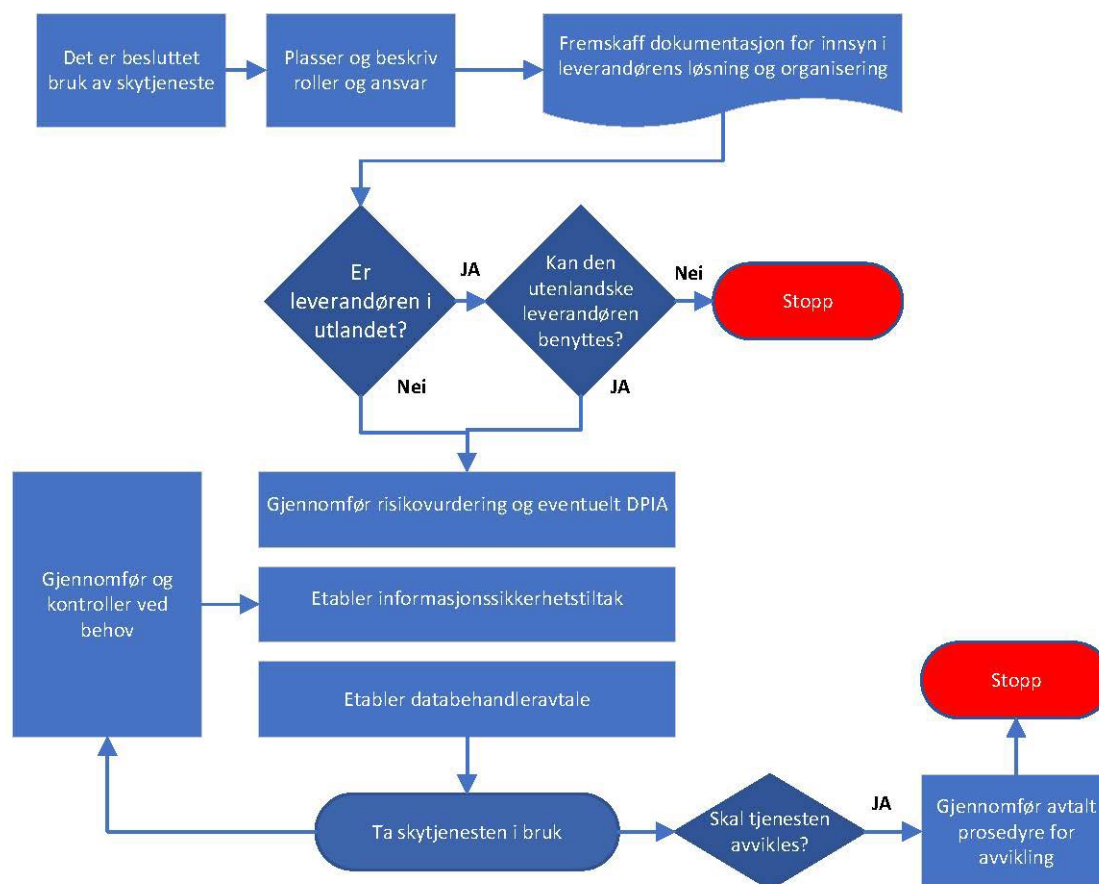 Det er besluttet
bruk av skytjeneste
Plasser og beskriv
roller og ansvar
Fremskaff dokumentasjon for innsyn i
leverandørens løsning og organisering
Er
leverandøren i
utlandet?
JA
Kan den
utenlandske
leverandøren
benyttes?
Nei
Stopp
Nei
JA
Gjennomfør risikovurdering og eventuelt DPIA
Gjennomfør og
kontroller ved
behov
Etabler informasjonssikkerhetstiltak
Etabler databehandleravtale
Stopp
Ta skytjenesten i bruk
Skal tjenesten
avvikles?
JA
Gjennomfør avtalt
prosedyre for
avvikling